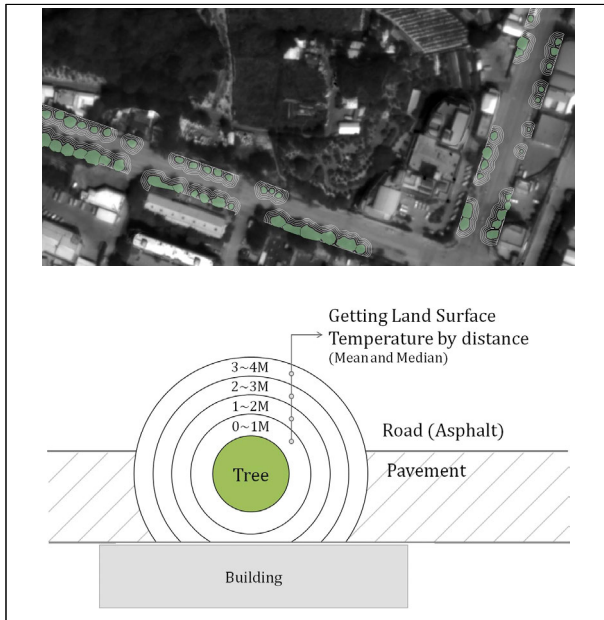 Getting Land Surface
Temperature by distance
(Mean and Median)
3~4M
2~3M
1~2M
0~1M
Road (Asphalt)
Tree
Pavement
Building